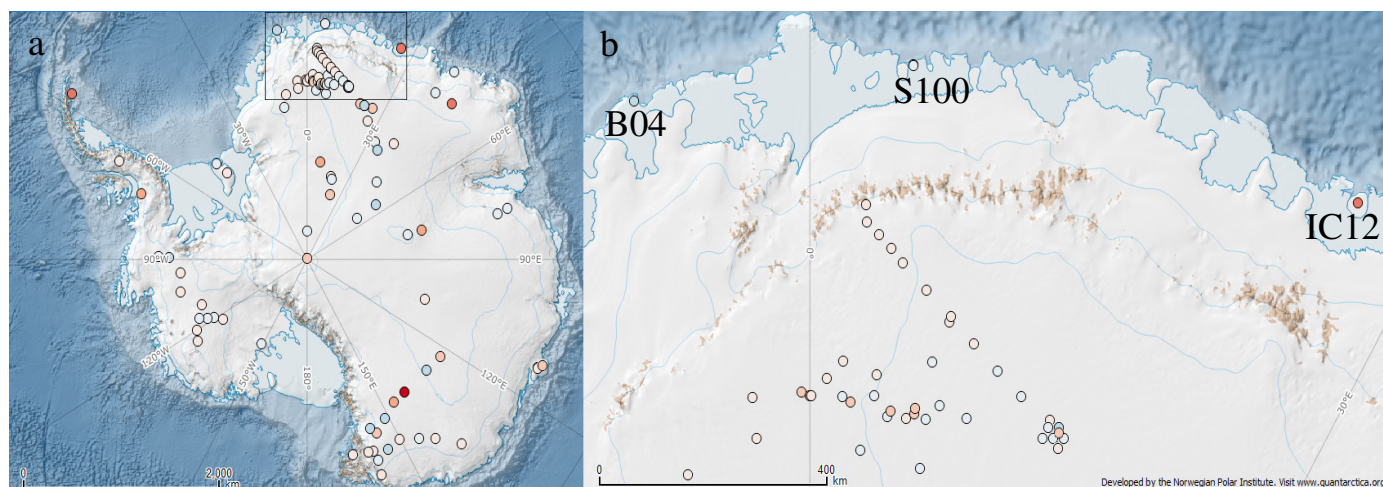 a
0°
30°W
30°E
60°E
60°W
90°W
90°E
120°W
120°E
150°W
180°
150°E
0
2,000
km
b
S100
B04
0°
IC12
30°E
0
400
km
Developed by the Norwegian Polar Institute. Visit www.quantarctica.org